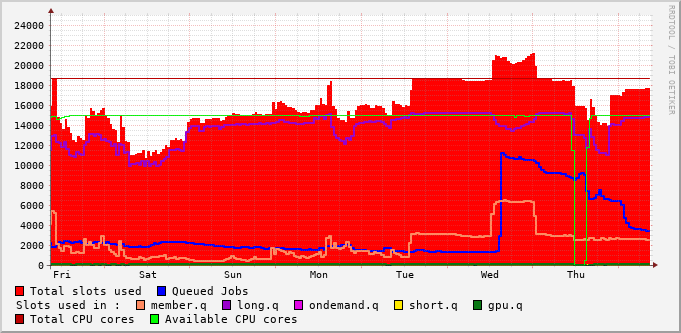 24000
22000
20000
18000
16000
14000
12000
10000
8000
6000
4000
2000
0
Fri Sat Sun Mon Tue Wed Thu
RRDTOOL / TOBI OETIKER
Total slots used Queued Jobs
Slots used in : member.q long.q ondemand.q short.q gpu.q
Total CPU cores Available CPU cores